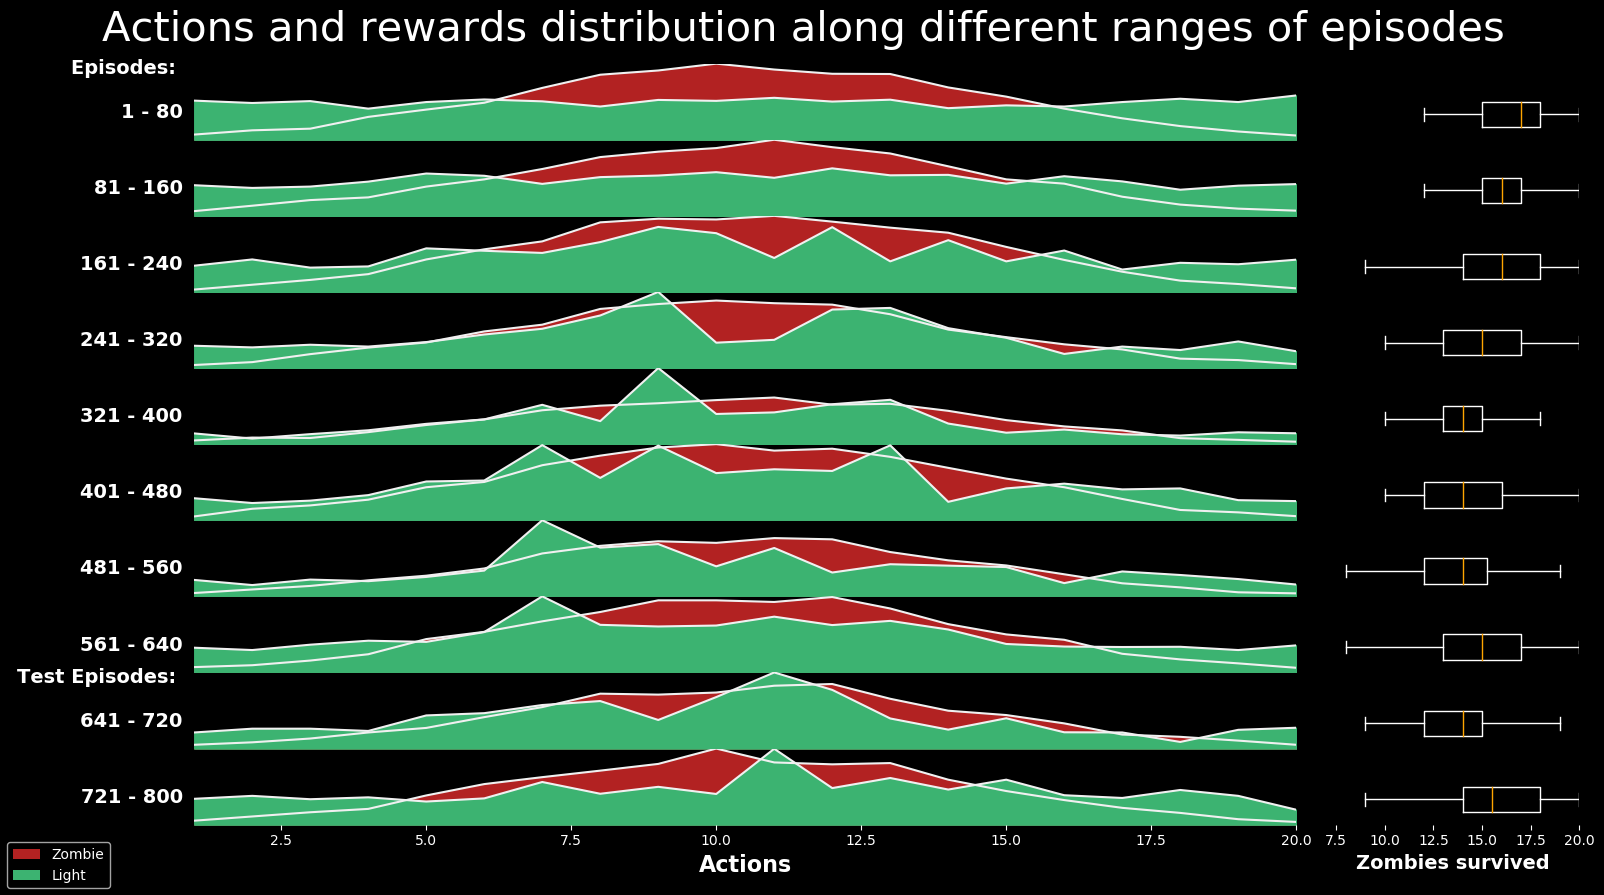 Actions and rewards distribution along different ranges of episodes
Episodes:
1 - 80
81 - 160
161 - 240
241 - 320
321 - 400
401 - 480
481 - 560
561 - 640
Test Episodes:
641 - 720
721 - 800
2.5 5.0 7.5 10.0 12.5 15.0 17.5 20.0 7.5 10.0 12.5 15.0 17.5 20.0
Actions Zombies survived
Zombie
Light